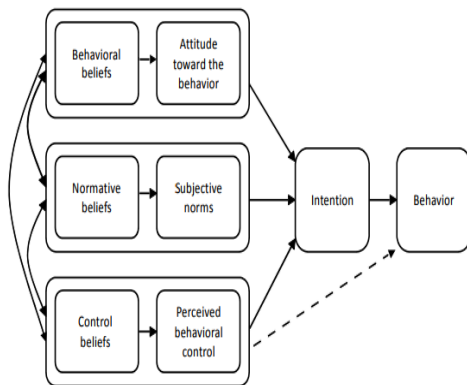 Behavioral
beliefs
Attitude
toward the
behavior
Normative
beliefs
Subjective
norms
Intention
Behavior
Control
beliefs
Perceived
behavioral
control